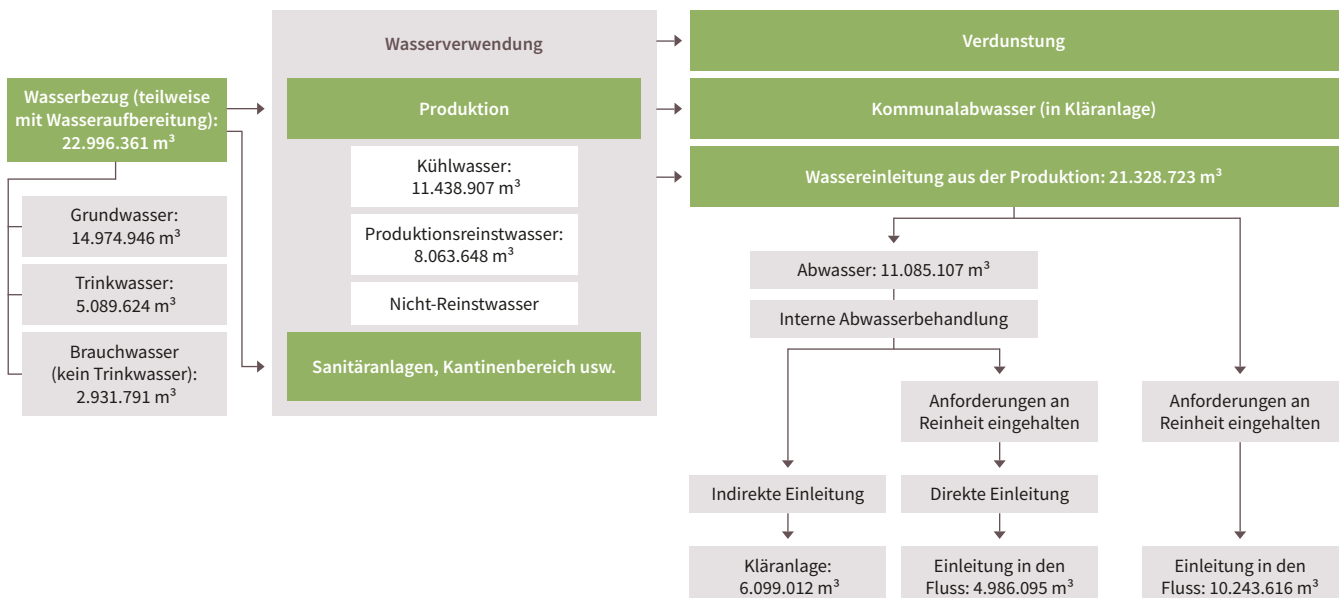 Wasserbezug (teilweise
mit Wasseraufbereitung):
22.996.361 m³
Grundwasser:
14.974.946 m³
Trinkwasser:
5.089.624 m³
Brauchwasser
(kein Trinkwasser):
2.931.791 m³
Wasserverwendung
Produktion
Kühlwasser:
11.438.907 m³
Produktionsreinstwasser:
8.063.648 m³
Nicht-Reinstwasser
Sanitäranlagen, Kantinenbereich usw.
Verdunstung
Kommunalabwasser (in Kläranlage)
Wassereinleitung aus der Produktion: 21.328.723 m³
Abwasser: 11.085.107 m³
Interne Abwasserbehandlung
Anforderungen an
Reinheit eingehalten
Anforderungen an
Reinheit eingehalten
Indirekte Einleitung
Direkte Einleitung
Kläranlage:
6.099.012 m³
Einleitung in den
Fluss: 4.986.095 m³
Einleitung in den
Fluss: 10.243.616 m³